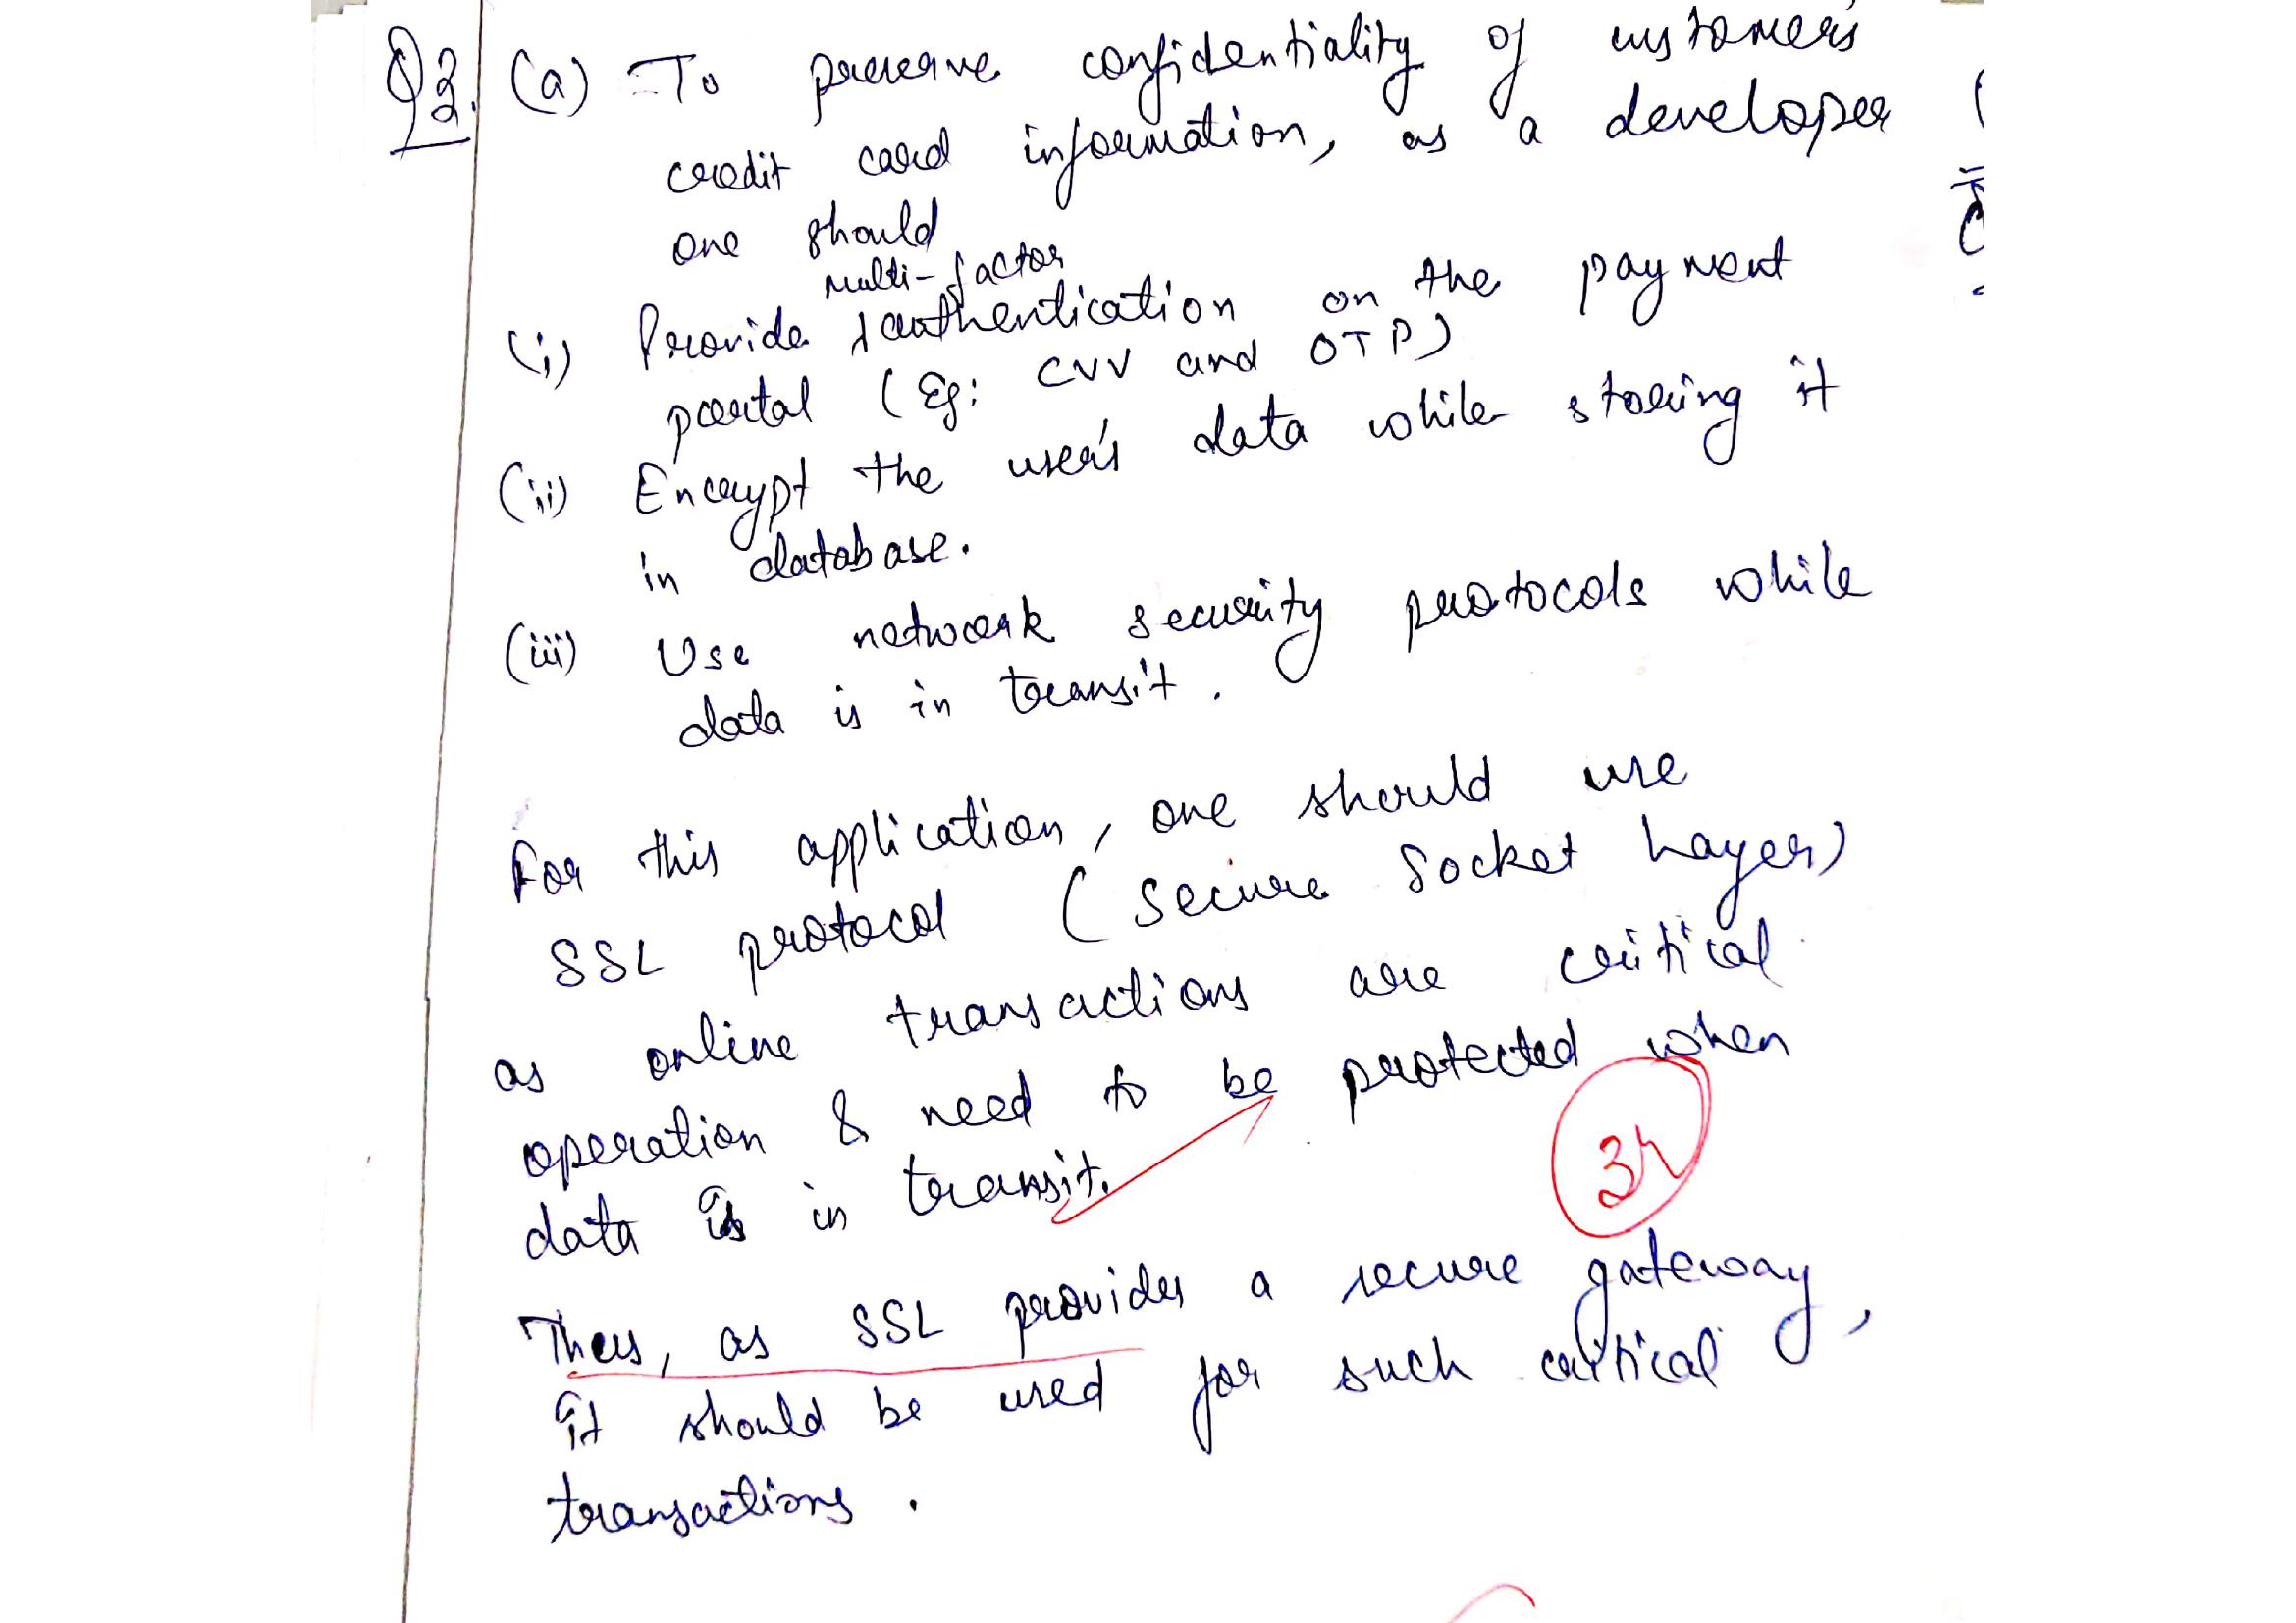 Q2. (a) To preserve confidentiality of customer's
credit card information, as a developer
one should
multi-factor
(i) Provide authentication on the payment
portal (Eg: CVV and OTP)
(ii) Encrypt the user's data while storing it
in database.
(iii) Use network security protocols while
data is in transit.
For this application, one should use
SSL protocol (Secure Socket Layer)
as online transactions are critical
operation & need to be protected when
data is in transit.
Thus, as SSL provides a secure gateway,
it should be used for such critical
transactions.